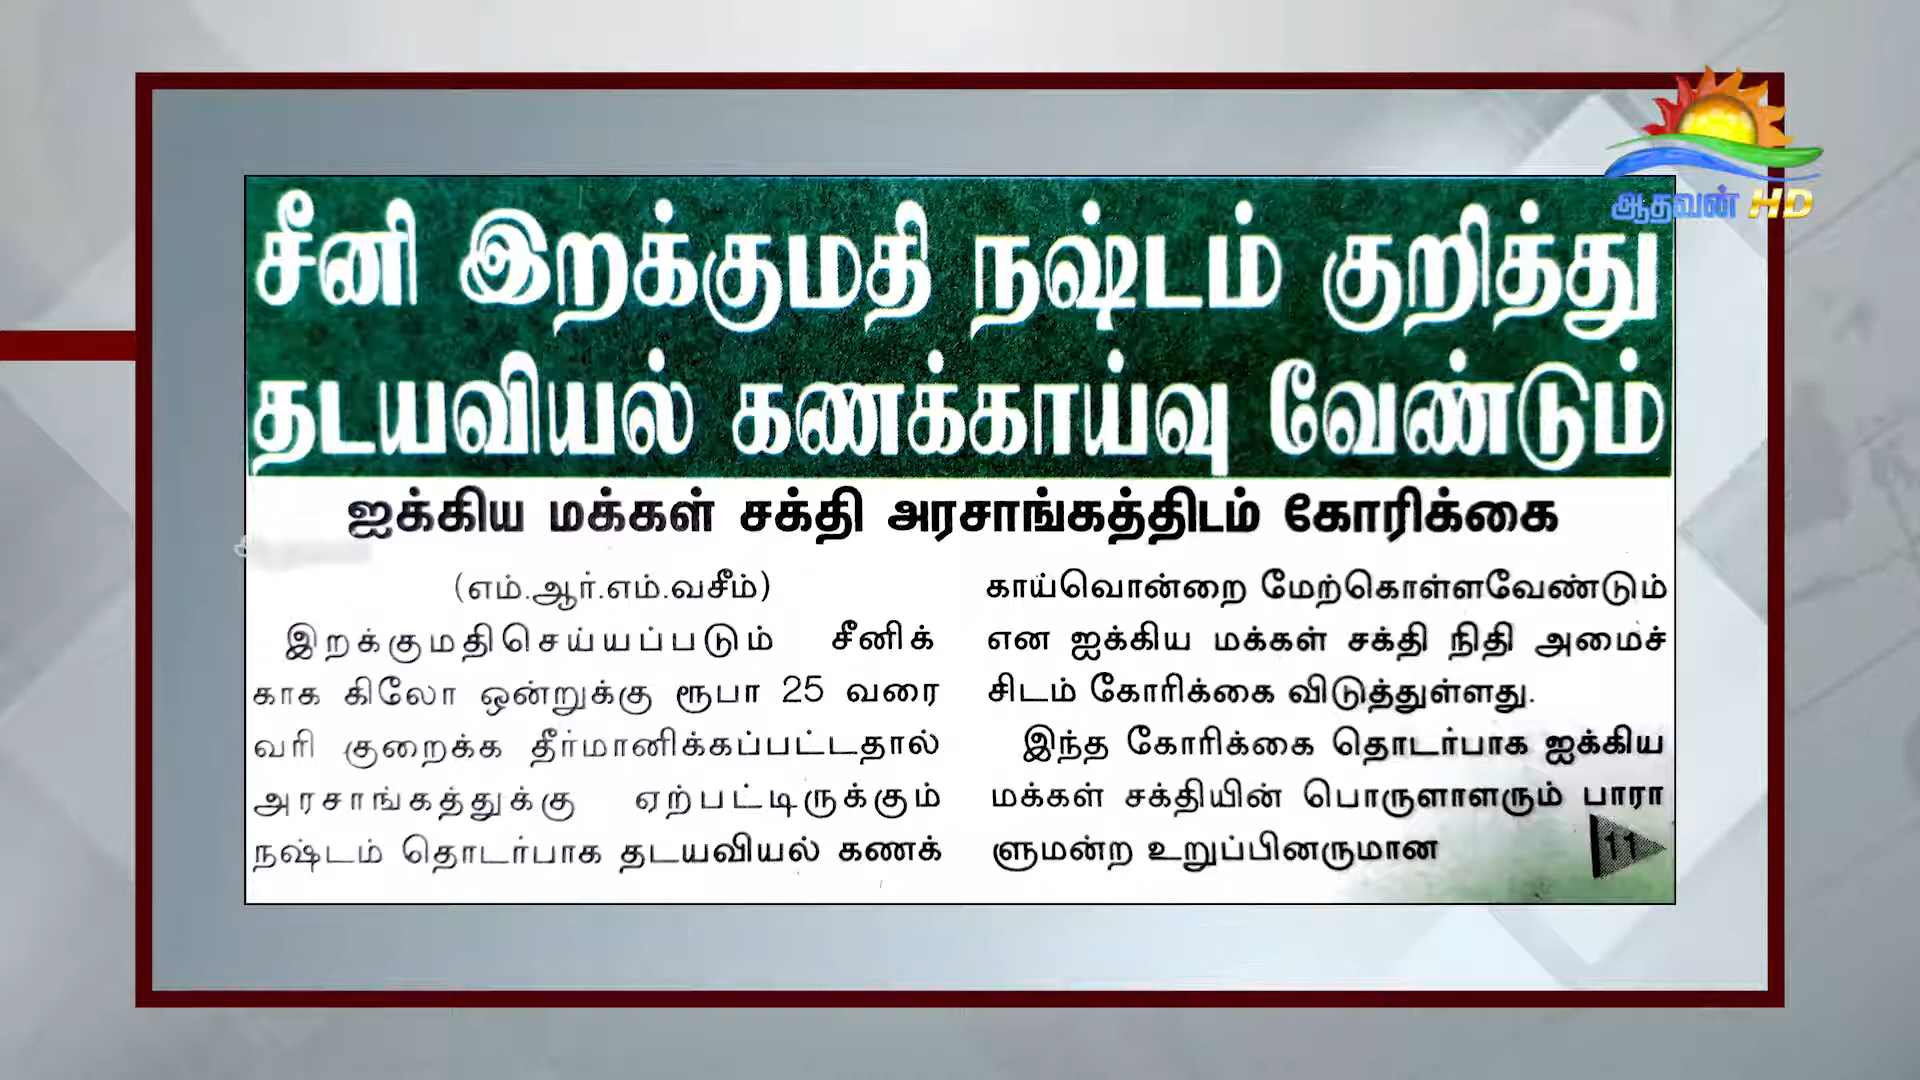 ஆதவன் HD
சீனி இறக்குமதி நஷ்டம் குறித்து
தடயவியல் கணக்காய்வு வேண்டும்
ஐக்கிய மக்கள் சக்தி அரசாங்கத்திடம் கோரிக்கை
(எம்.ஆர்.எம்.வசீம்)
இறக்குமதிசெய்யப்படும் சீனிக்
காக கிலோ ஒன்றுக்கு ரூபா 25 வரை
வரி குறைக்க தீர்மானிக்கப்பட்டதால்
அரசாங்கத்துக்கு ஏற்பட்டிருக்கும்
நஷ்டம் தொடர்பாக தடயவியல் கணக்
காய்வொன்றை மேற்கொள்ளவேண்டும்
என ஐக்கிய மக்கள் சக்தி நிதி அமைச்
சிடம் கோரிக்கை விடுத்துள்ளது.
இந்த கோரிக்கை தொடர்பாக ஐக்கிய
மக்கள் சக்தியின் பொருளாளரும் பாரா
ளுமன்ற உறுப்பினருமான
11